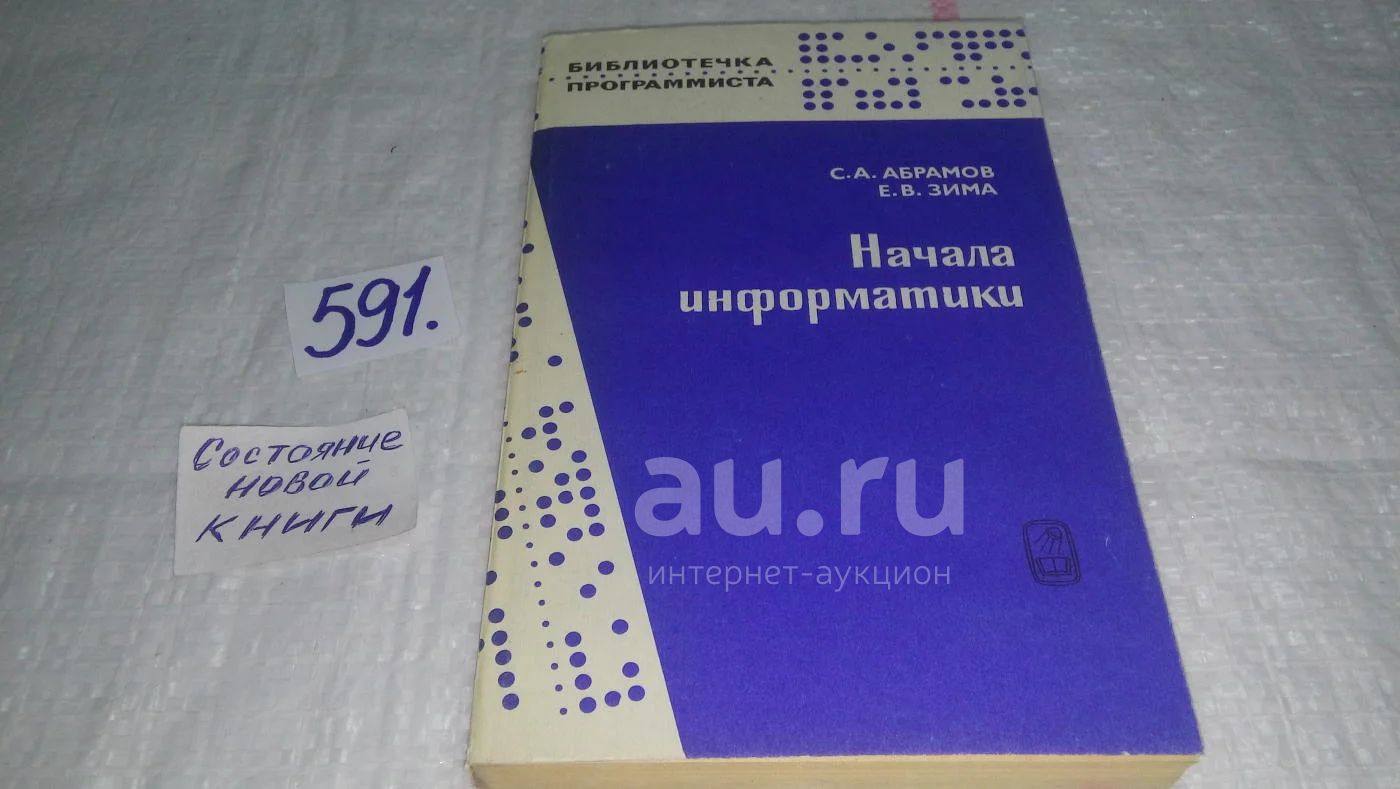 БИБЛИОТЕЧКА
ПРОГРАММИСТА
С.А. АБРАМОВ
Е.В. ЗИМА
Начала
информатики
591.
Состояние
новой
книги
au.ru
интернет-аукцион